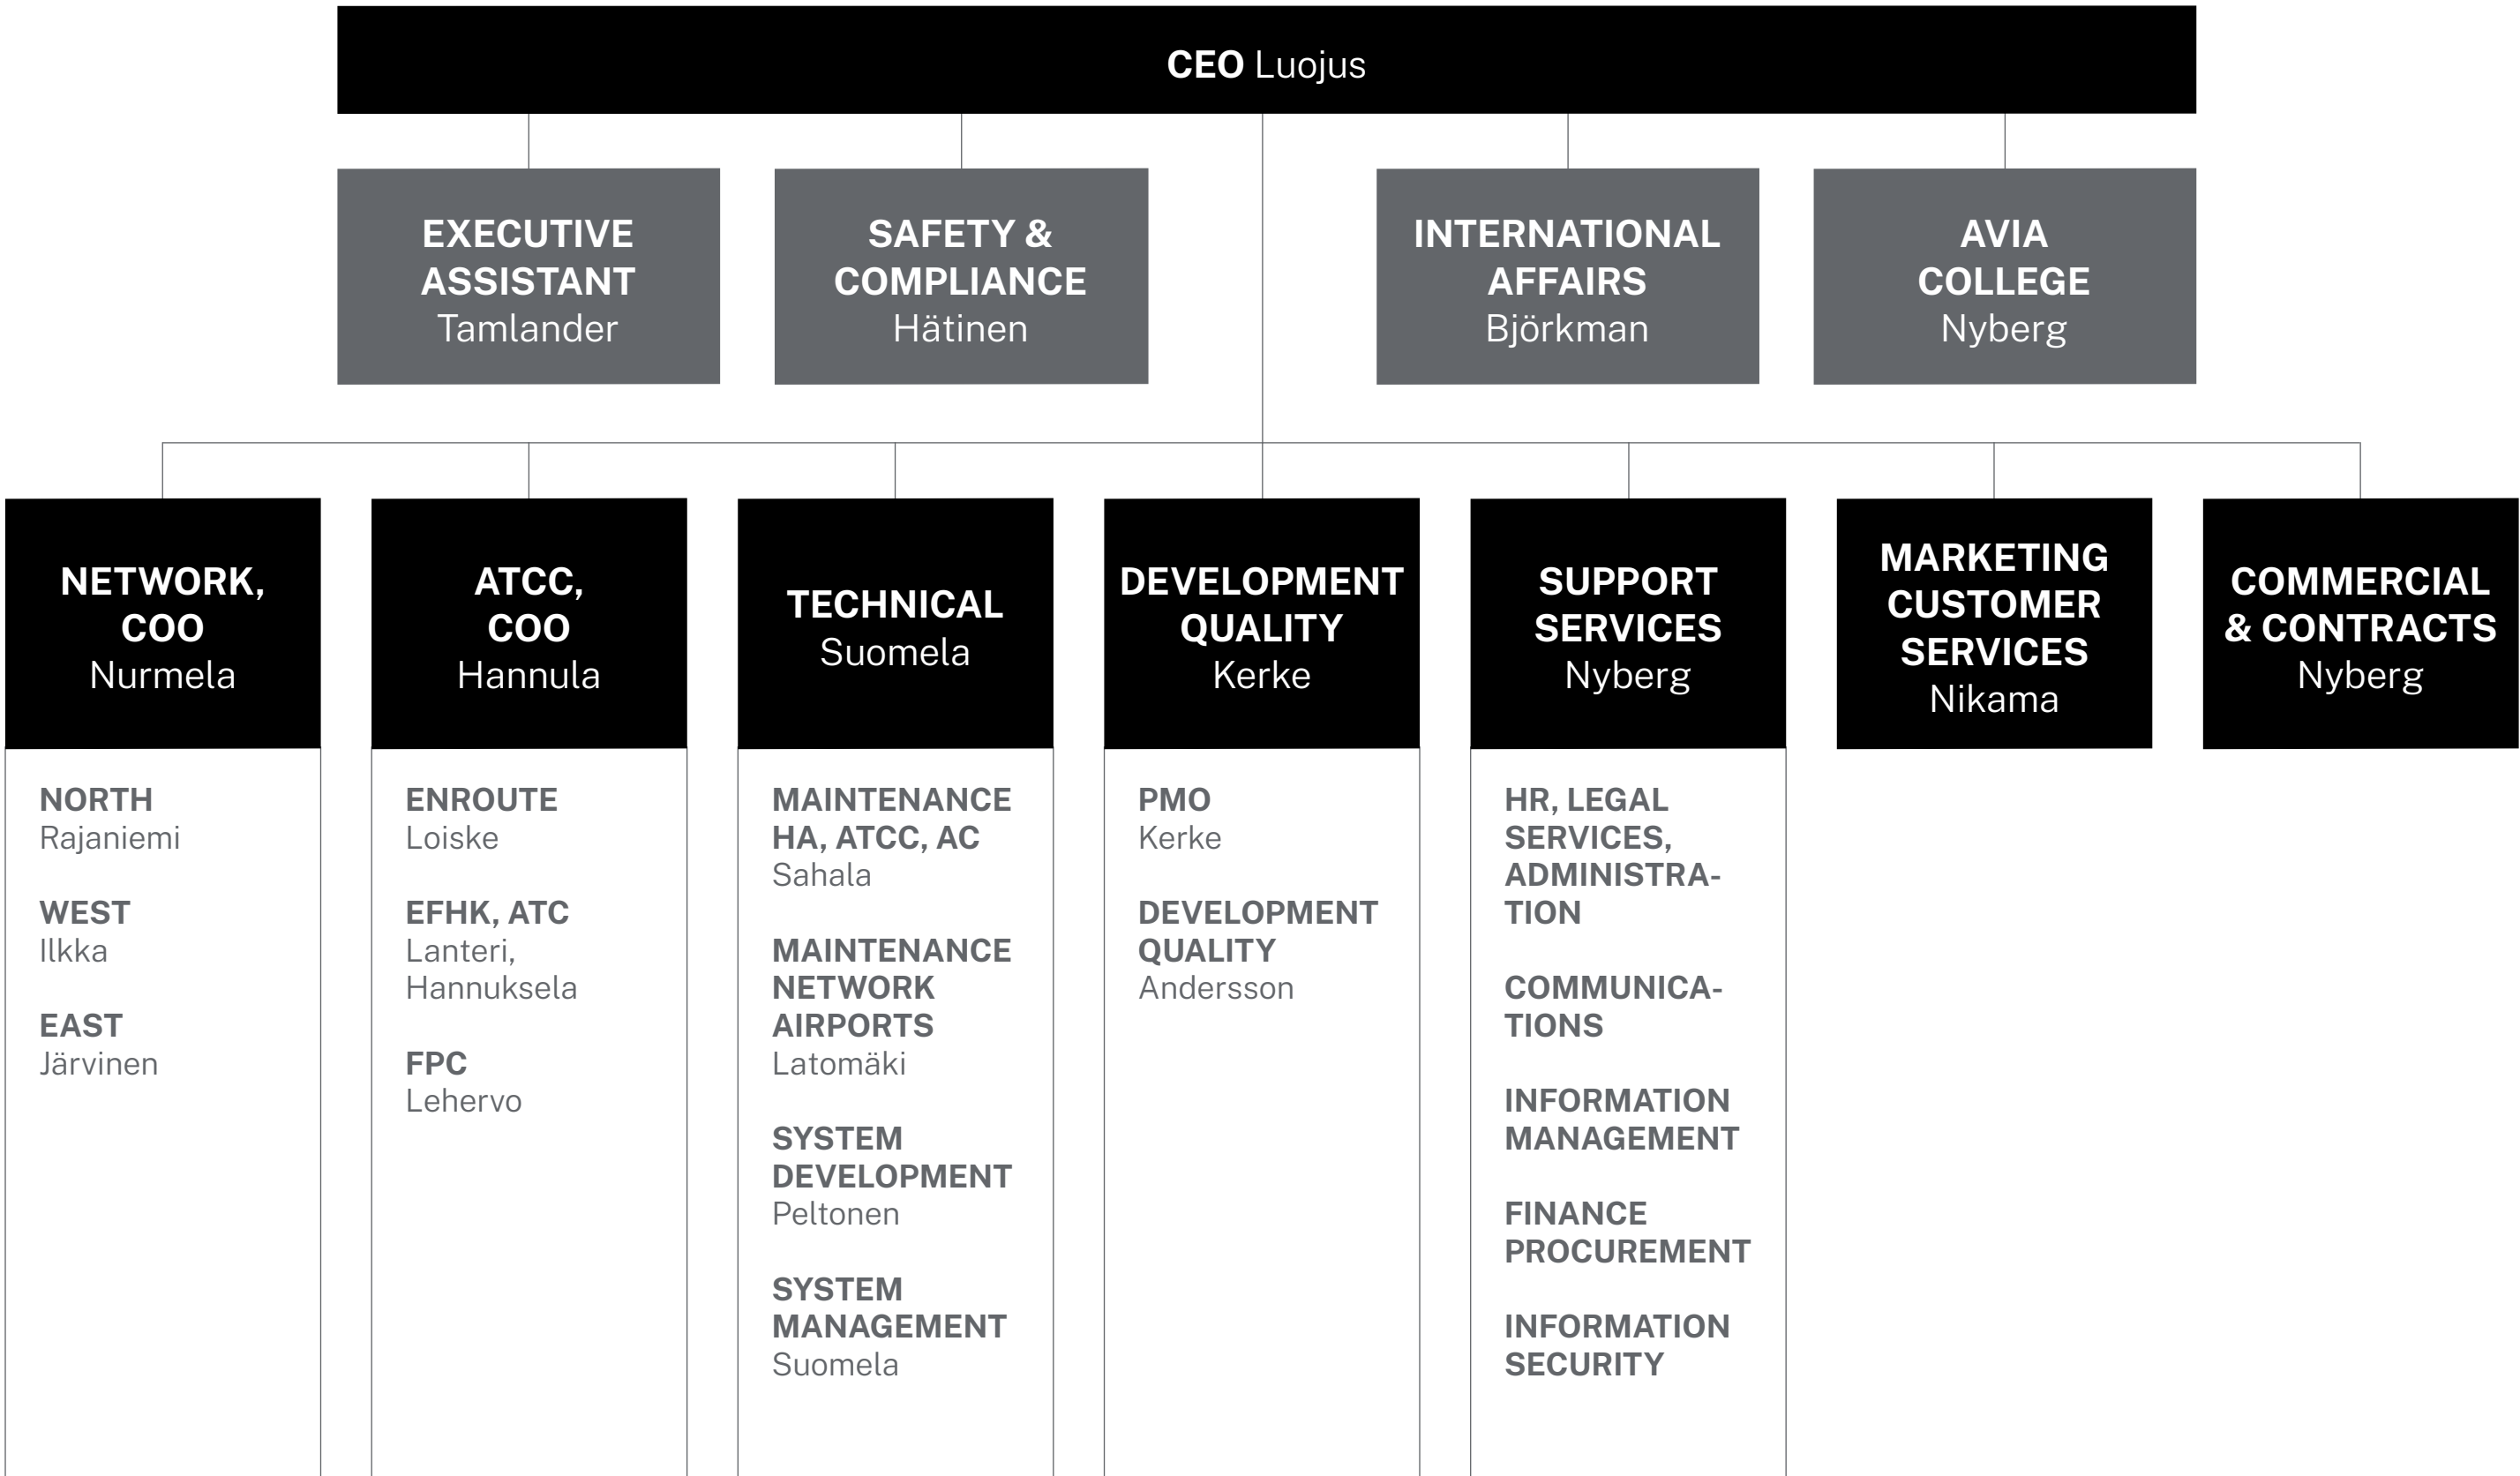 CEO Luojus
EXECUTIVE
ASSISTANT
Tamlander
SAFETY &
COMPLIANCE
Hätinen
INTERNATIONAL
AFFAIRS
Björkman
AVIA
COLLEGE
Nyberg
NETWORK,
COO
Nurmela
NORTH
Rajaniemi
WEST
Ilkka
EAST
Järvinen
ATCC,
COO
Hannula
ENROUTE
Loiske
EFHK, ATC
Lanteri,
Hannuksela
FPC
Lehervo
TECHNICAL
Suomela
MAINTENANCE
HA, ATCC, AC
Sahala
MAINTENANCE
NETWORK
AIRPORTS
Latomäki
SYSTEM
DEVELOPMENT
Peltonen
SYSTEM
MANAGEMENT
Suomela
DEVELOPMENT
QUALITY
Kerke
PMO
Kerke
DEVELOPMENT
QUALITY
Andersson
SUPPORT
SERVICES
Nyberg
HR, LEGAL
SERVICES,
ADMINISTRA-
TION
COMMUNICA-
TIONS
INFORMATION
MANAGEMENT
FINANCE
PROCUREMENT
INFORMATION
SECURITY
MARKETING
CUSTOMER
SERVICES
Nikama
COMMERCIAL
& CONTRACTS
Nyberg